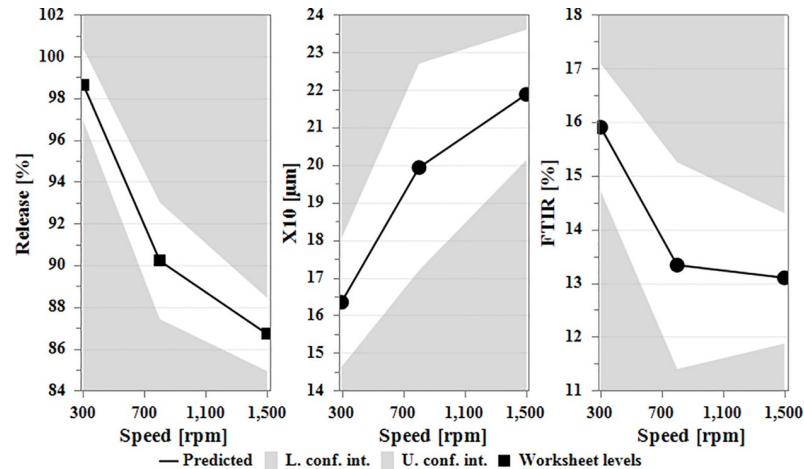 Release [%]
102
100
98
96
94
92
90
88
86
84
300 700 1,100 1,500
Speed [rpm]
X10 [µm]
24
23
22
21
20
19
18
17
16
15
14
300 700 1,100 1,500
Speed [rpm]
FTIR [%]
18
17
16
15
14
13
12
11
300 700 1,100 1,500
Speed [rpm]
Predicted L. conf. int. U. conf. int. Worksheet levels